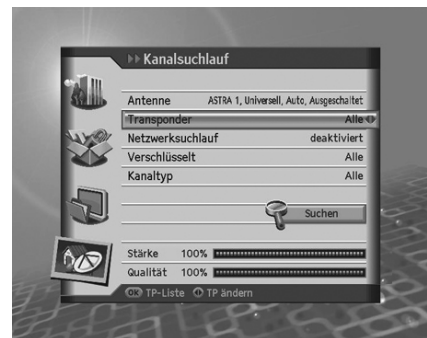 Kanalsuchlauf
Antenne ASTRA 1, Universell, Auto, Ausgeschaltet
Transponder Alle
Netzwerksuchlauf deaktiviert
Verschlüsselt Alle
Kanaltyp Alle
Suchen
Stärke 100%
Qualität 100%
OK TP-Liste TP ändern